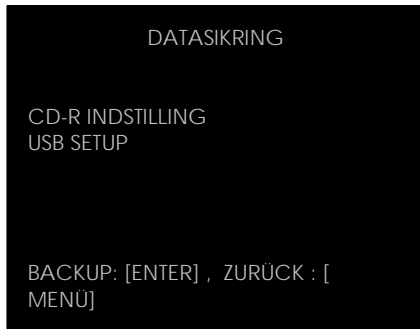 DATASIKRING
CD-R INDSTILLING
USB SETUP
BACKUP: [ENTER] , ZURÜCK : [
MENÜ]